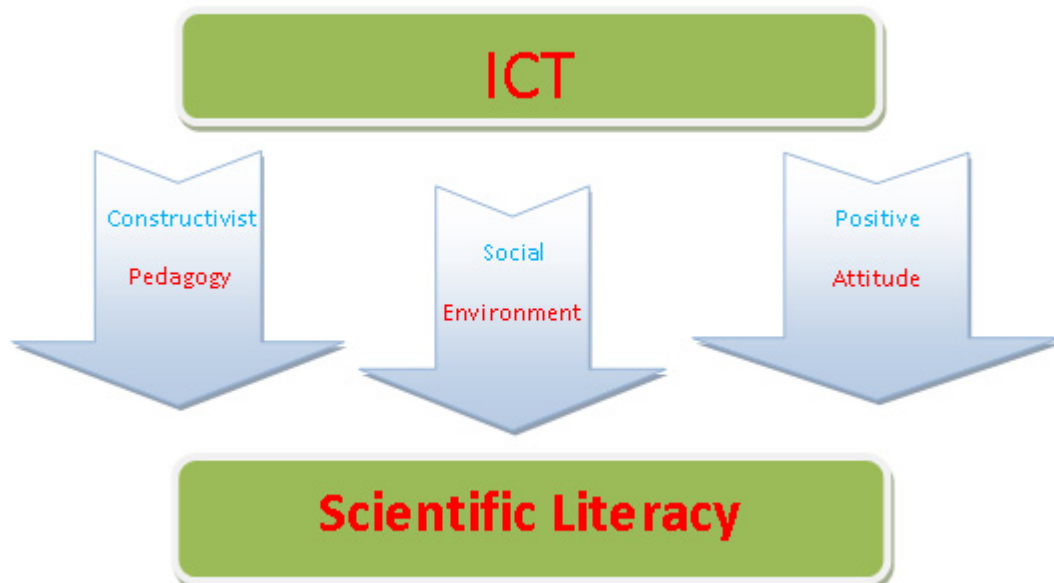 ICT
Constructivist
Pedagogy
Social
Environment
Positive
Attitude
Scientific Literacy